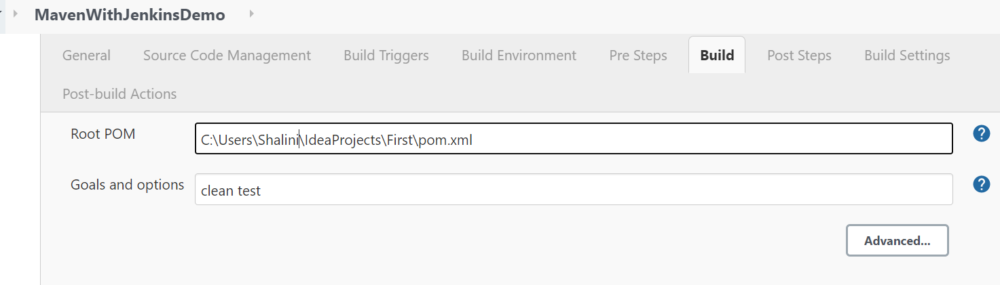 MavenWithJenkinsDemo
General Source Code Management Build Triggers Build Environment Pre Steps Build Post Steps Build Settings
Post-build Actions
Root POM C:\Users\Shalini\IdeaProjects\First\pom.xml ?
Goals and options clean test ?
Advanced...